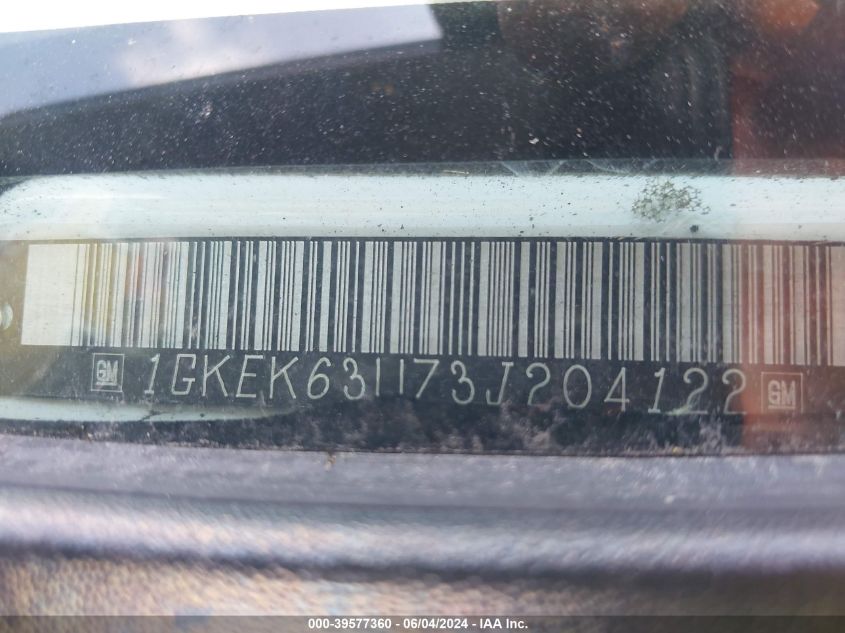 GM 1GKEK63U73J204122 GM
000-39577360 - 06/04/2024 - IAA Inc.